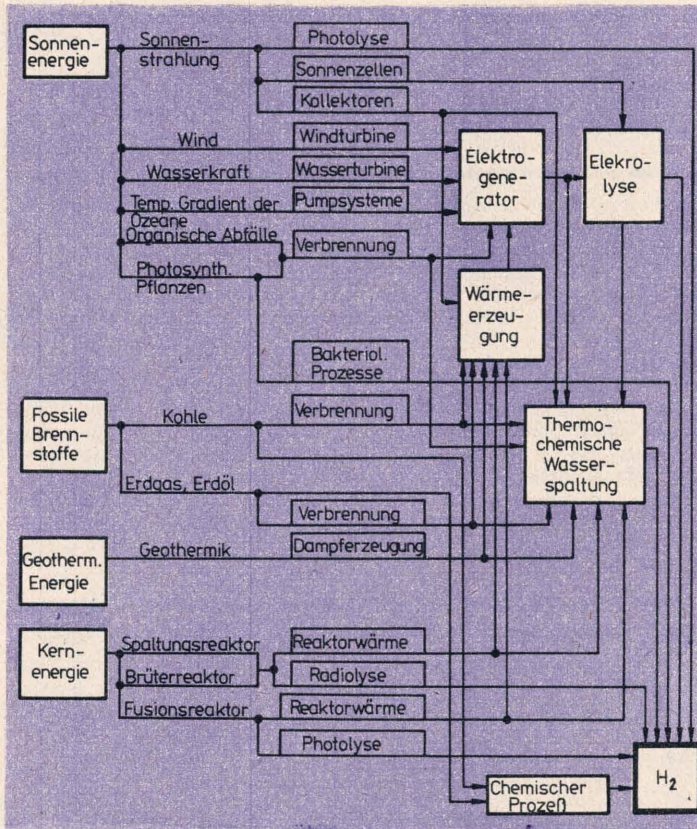 Sonnen-
energie
Sonnen-
strahlung
Photolyse
Sonnenzellen
Kollektoren
Wind
Windturbine
Wasserkraft
Wasserturbine
Temp. Gradient der
Ozeane
Pumpsysteme
Organische Abfälle
Verbrennung
Photosynth.
Pflanzen
Elektro-
gene-
rator
Elekro-
lyse
Wärme-
erzeu-
gung
Bakteriol.
Prozesse
Fossile
Brenn-
stoffe
Kohle
Verbrennung
Thermo-
chemische
Wasser-
spaltung
Erdgas, Erdöl
Verbrennung
Geotherm.
Energie
Geothermik
Dampferzeugung
Kern-
energie
Spaltungsreaktor
Reaktorwärme
Brüterreaktor
Radiolyse
Fusionsreaktor
Reaktorwärme
Photolyse
Chemischer
Prozeß
H2